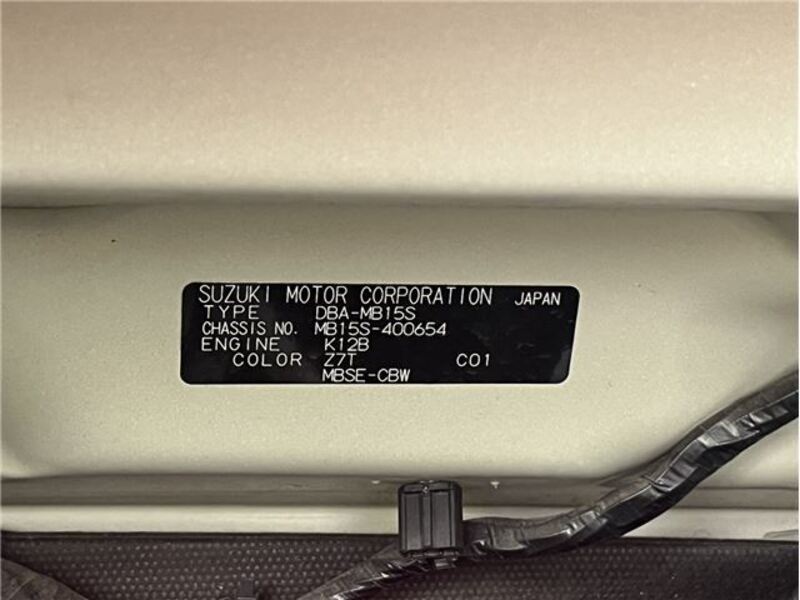 SUZUKI MOTOR CORPORATION JAPAN
TYPE DBA-MB15S
CHASSIS NO. MB15S-400654
ENGINE K12B
COLOR Z7T C01
MBSE-CBW